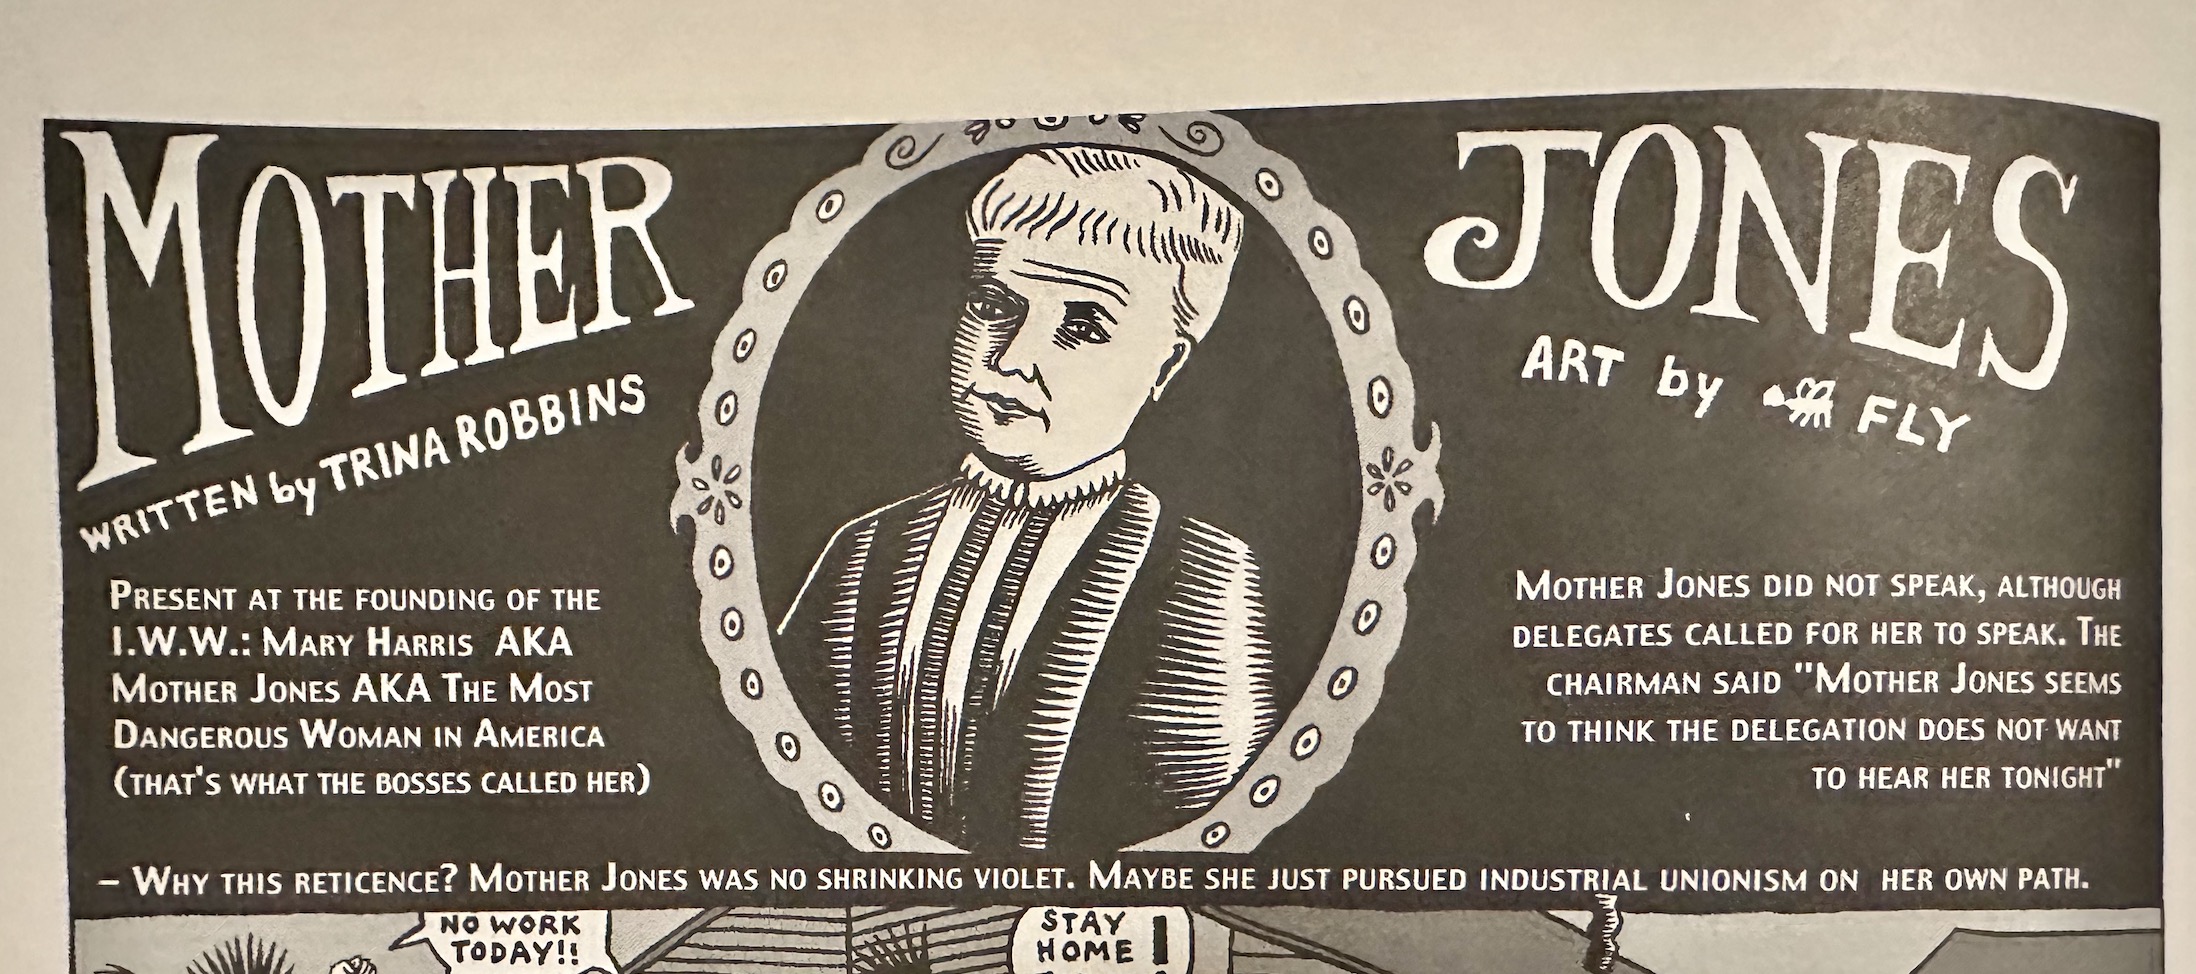 MOTHER
JONES
WRITTEN by TRINA ROBBINS
ART by FLY
PRESENT AT THE FOUNDING OF THE
I.W.W.: MARY HARRIS AKA
MOTHER JONES AKA THE MOST
DANGEROUS WOMAN IN AMERICA
(THAT'S WHAT THE BOSSES CALLED HER)
MOTHER JONES DID NOT SPEAK, ALTHOUGH
DELEGATES CALLED FOR HER TO SPEAK. THE
CHAIRMAN SAID "MOTHER JONES SEEMS
TO THINK THE DELEGATION DOES NOT WANT
TO HEAR HER TONIGHT"
– WHY THIS RETICENCE? MOTHER JONES WAS NO SHRINKING VIOLET. MAYBE SHE JUST PURSUED INDUSTRIAL UNIONISM ON HER OWN PATH.
NO WORK
TODAY!!
STAY
HOME!